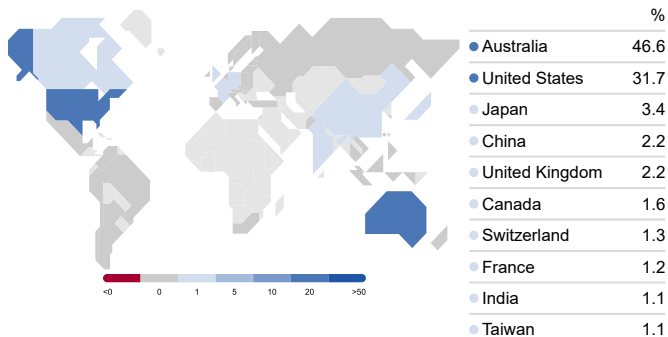 %
Australia 46.6
United States 31.7
Japan 3.4
China 2.2
United Kingdom 2.2
Canada 1.6
Switzerland 1.3
France 1.2
India 1.1
Taiwan 1.1
<0 0 1 5 10 20 >50